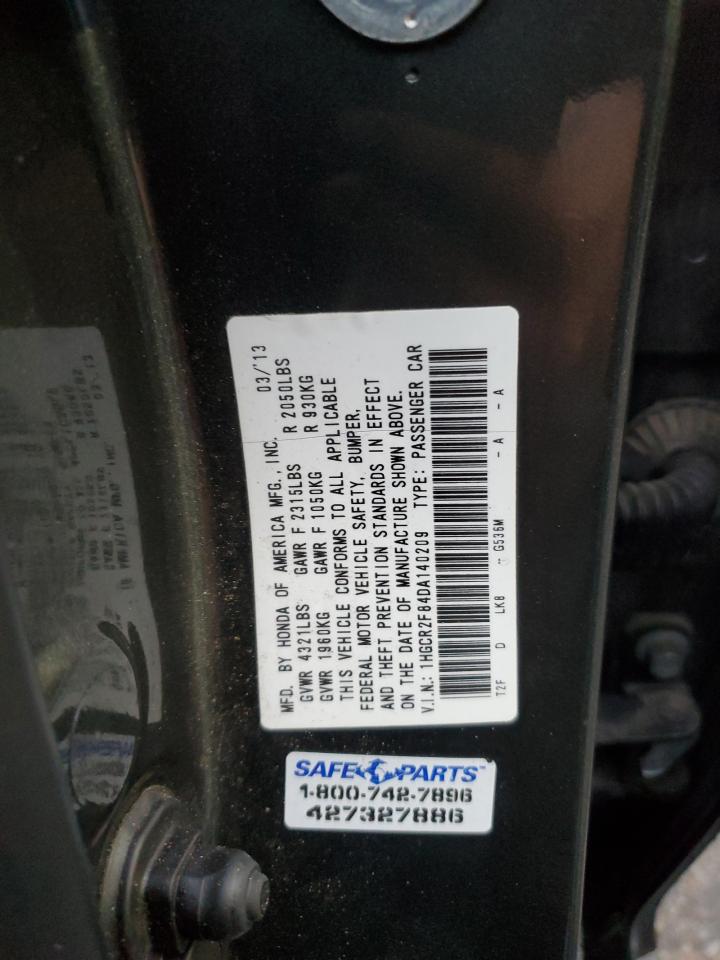 MFD. BY HONDA OF AMERICA MFG., INC. 03/13
GVWR 4321LBS GAWR F 2315LBS R 2050LBS
GVWR 1960KG GAWR F 1050KG R 930KG
THIS VEHICLE CONFORMS TO ALL APPLICABLE
FEDERAL MOTOR VEHICLE SAFETY, BUMPER,
AND THEFT PREVENTION STANDARDS IN EFFECT
ON THE DATE OF MANUFACTURE SHOWN ABOVE.
V.I.N.: 1HGCR2F84DA140209 TYPE: PASSENGER CAR
T2F D LK8 - G536M - A - A
SAFE PARTS™
1-800-742-7896
427327886